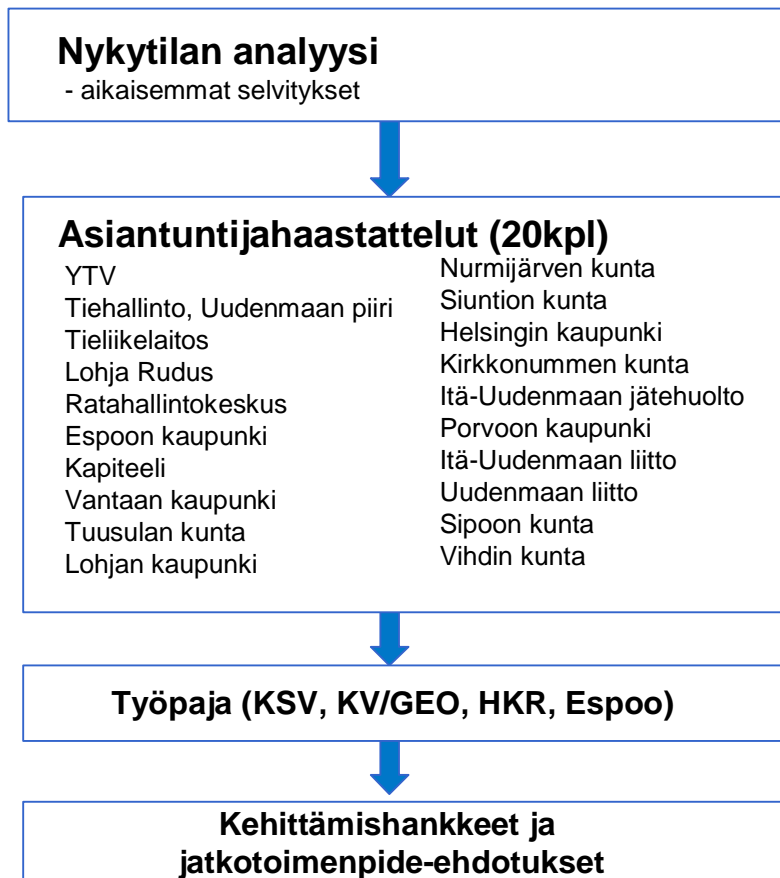 Nykytilan analyysi
- aikaisemmat selvitykset
Asiantuntijahaastattelut (20kpl)
YTV
Tiehallinto, Uudenmaan piiri
Tieliikelaitos
Lohja Rudus
Ratahallintokeskus
Espoon kaupunki
Kapiteeli
Vantaan kaupunki
Tuusulan kunta
Lohjan kaupunki
Nurmijärven kunta
Siuntion kunta
Helsingin kaupunki
Kirkkonummen kunta
Itä-Uudenmaan jätehuolto
Porvoon kaupunki
Itä-Uudenmaan liitto
Uudenmaan liitto
Sipoon kunta
Vihdin kunta
Työpaja (KSV, KV/GEO, HKR, Espoo)
Kehittämishankkeet ja
jatkotoimenpide-ehdotukset